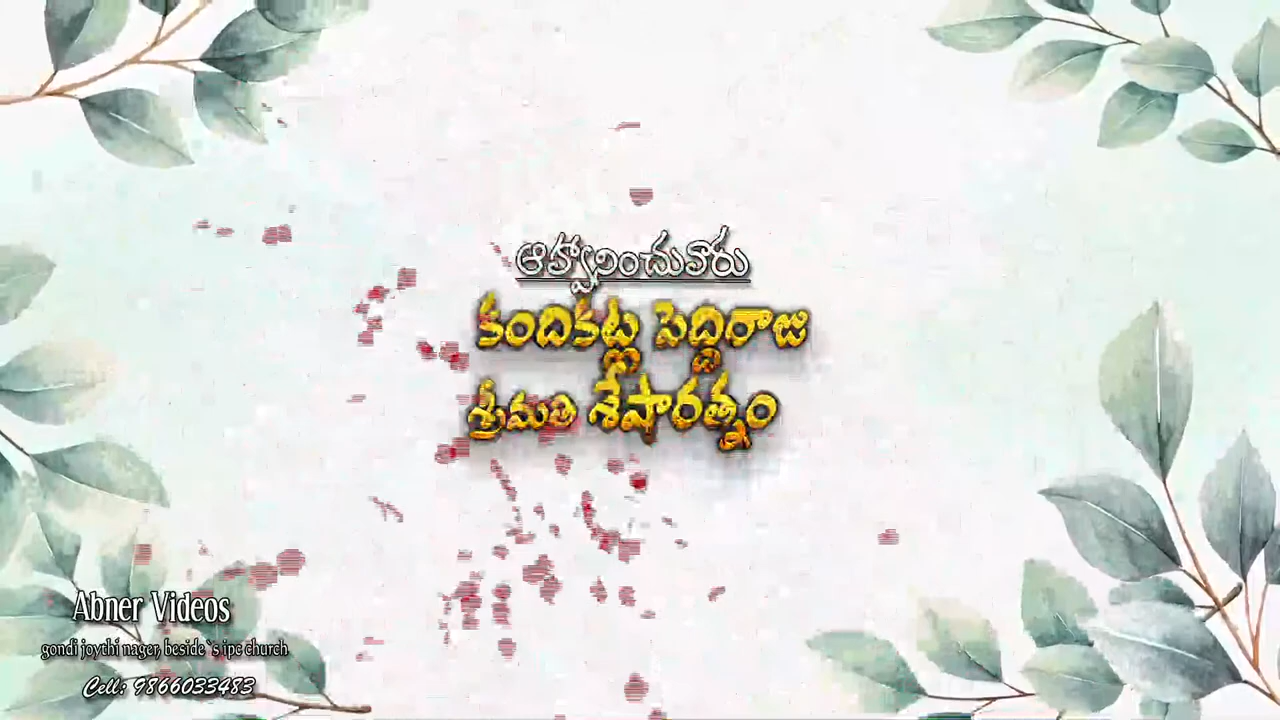 ఆహ్వానించువారు
కందికట్ల పెద్దిరాజు
శ్రీమతి శేషారత్నం
Abner Videos
gondi joythi nager, beside`s ipc church
Cell: 9866033483